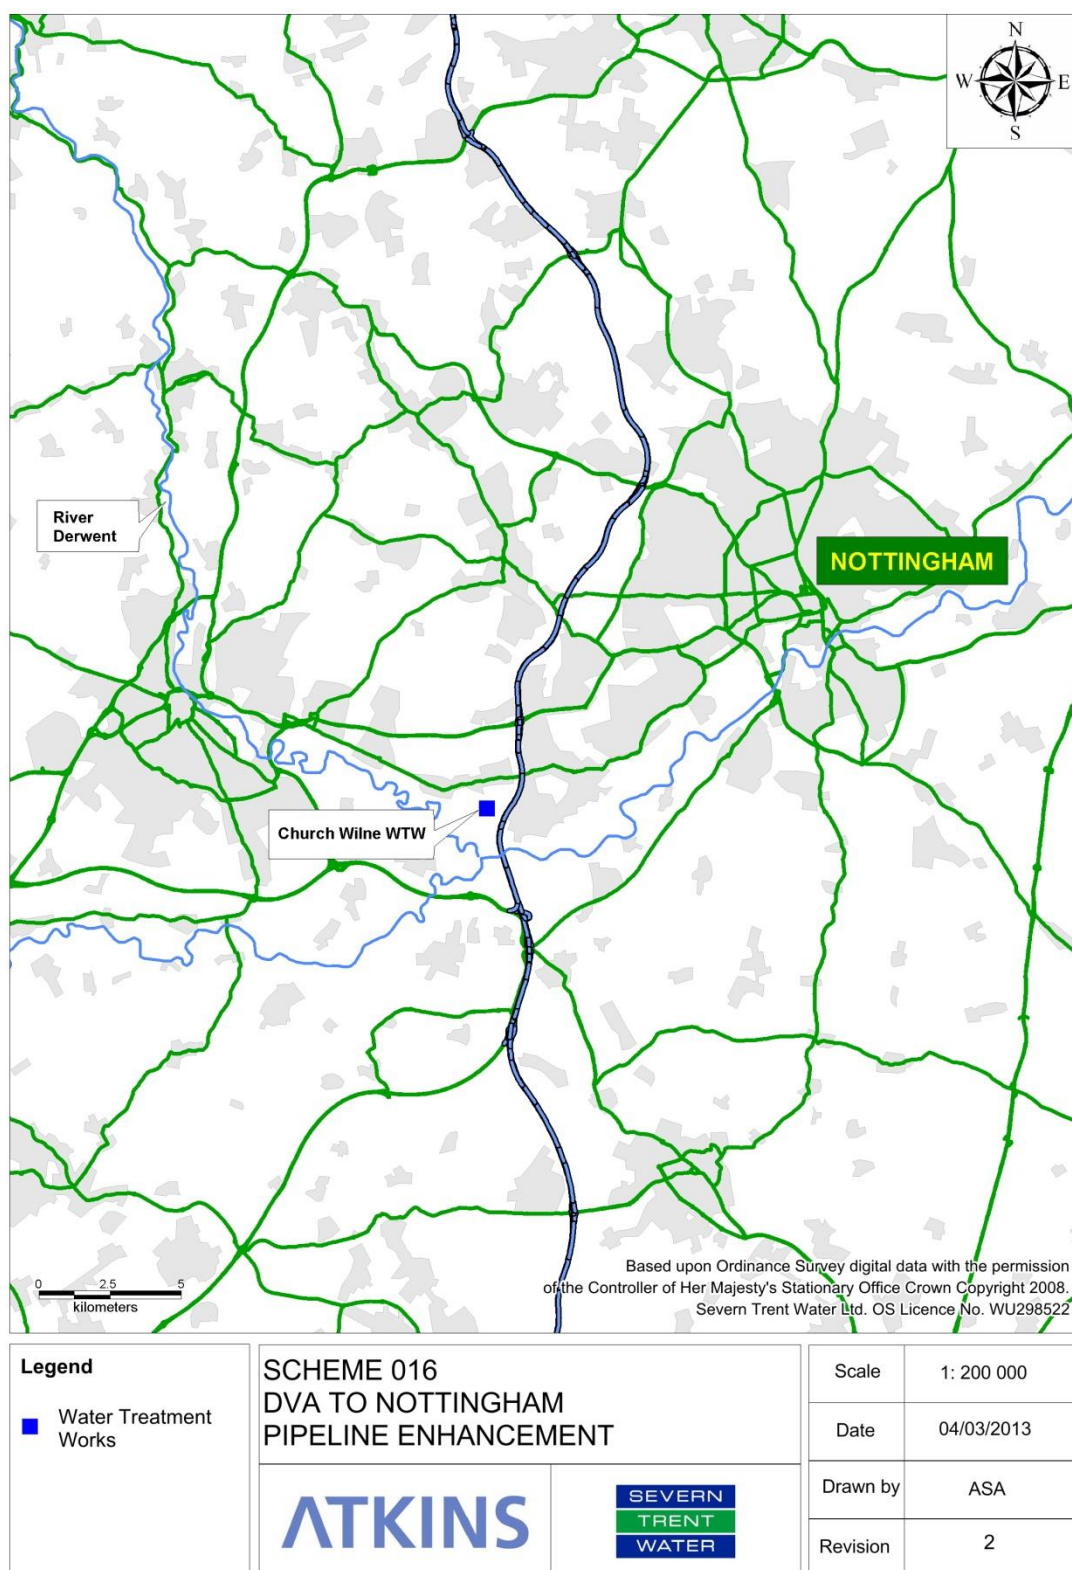 N
W
E
S
River
Derwent
NOTTINGHAM
Church Wilne WTW
0 2.5 5
kilometers
Based upon Ordinance Survey digital data with the permission
of the Controller of Her Majesty's Stationary Office Crown Copyright 2008.
Severn Trent Water Ltd. OS Licence No. WU298522
Legend
Water Treatment
Works
SCHEME 016
DVA TO NOTTINGHAM
PIPELINE ENHANCEMENT
ATKINS
SEVERN
TRENT
WATER
Scale 1: 200 000
Date 04/03/2013
Drawn by ASA
Revision 2